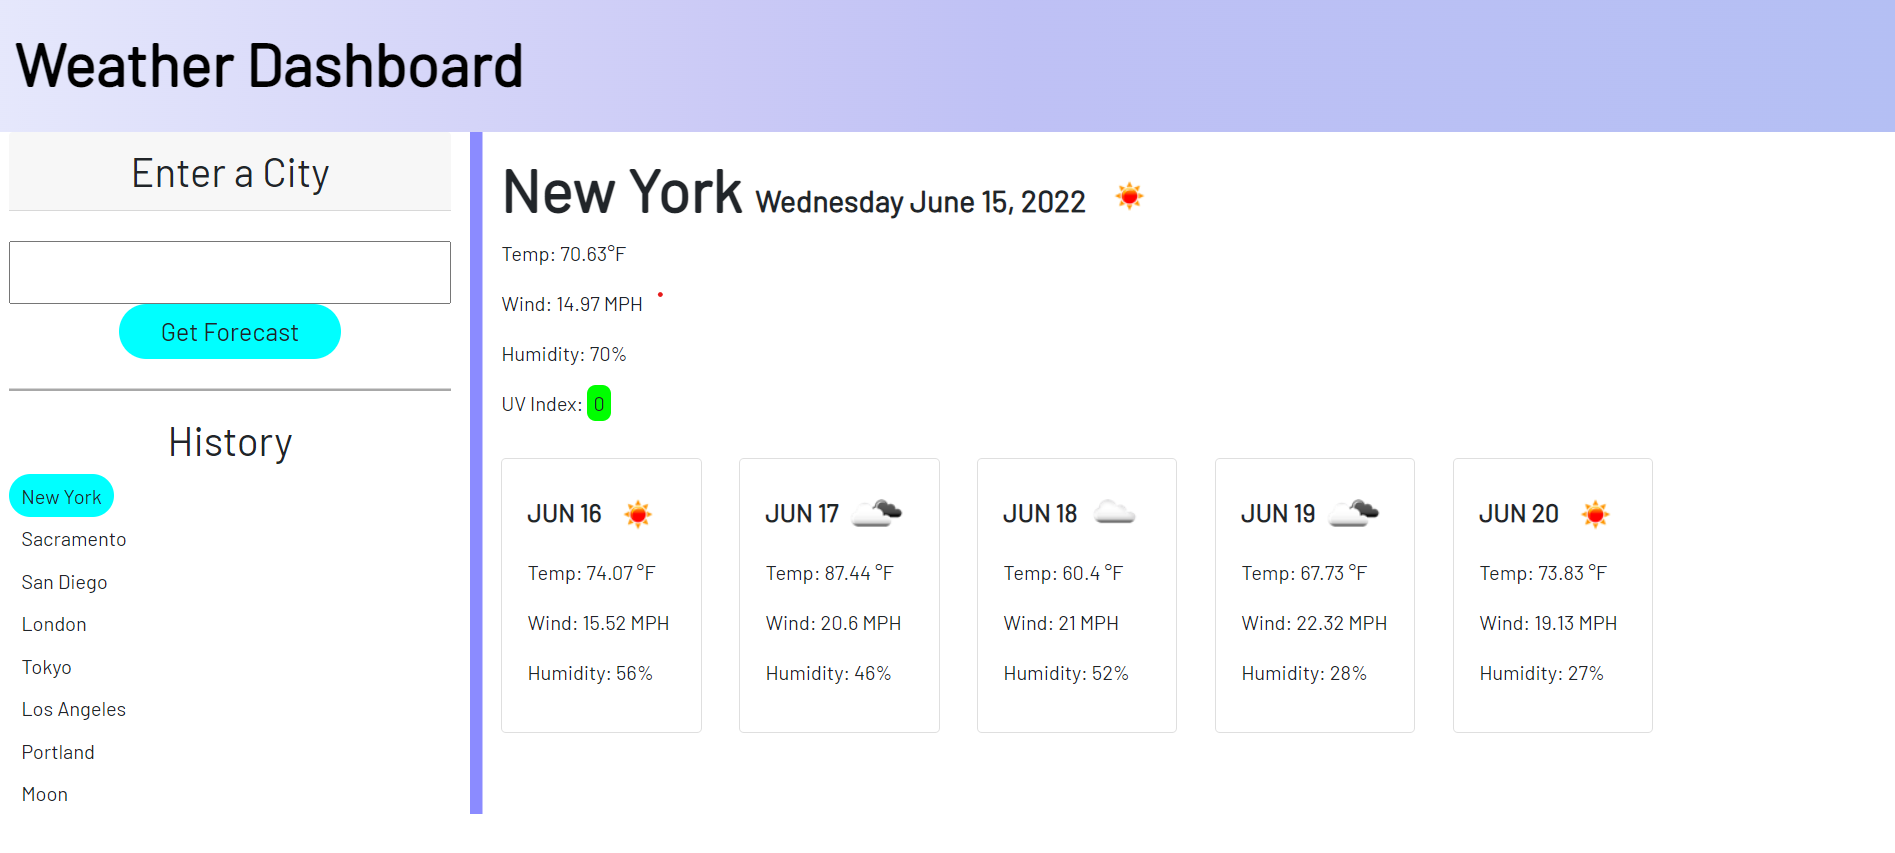 Weather Dashboard
Enter a City
Get Forecast
History
New York
Sacramento
San Diego
London
Tokyo
Los Angeles
Portland
Moon
New York Wednesday June 15, 2022
Temp: 70.63°F
Wind: 14.97 MPH
Humidity: 70%
UV Index: 0
JUN 16
Temp: 74.07 °F
Wind: 15.52 MPH
Humidity: 56%
JUN 17
Temp: 87.44 °F
Wind: 20.6 MPH
Humidity: 46%
JUN 18
Temp: 60.4 °F
Wind: 21 MPH
Humidity: 52%
JUN 19
Temp: 67.73 °F
Wind: 22.32 MPH
Humidity: 28%
JUN 20
Temp: 73.83 °F
Wind: 19.13 MPH
Humidity: 27%